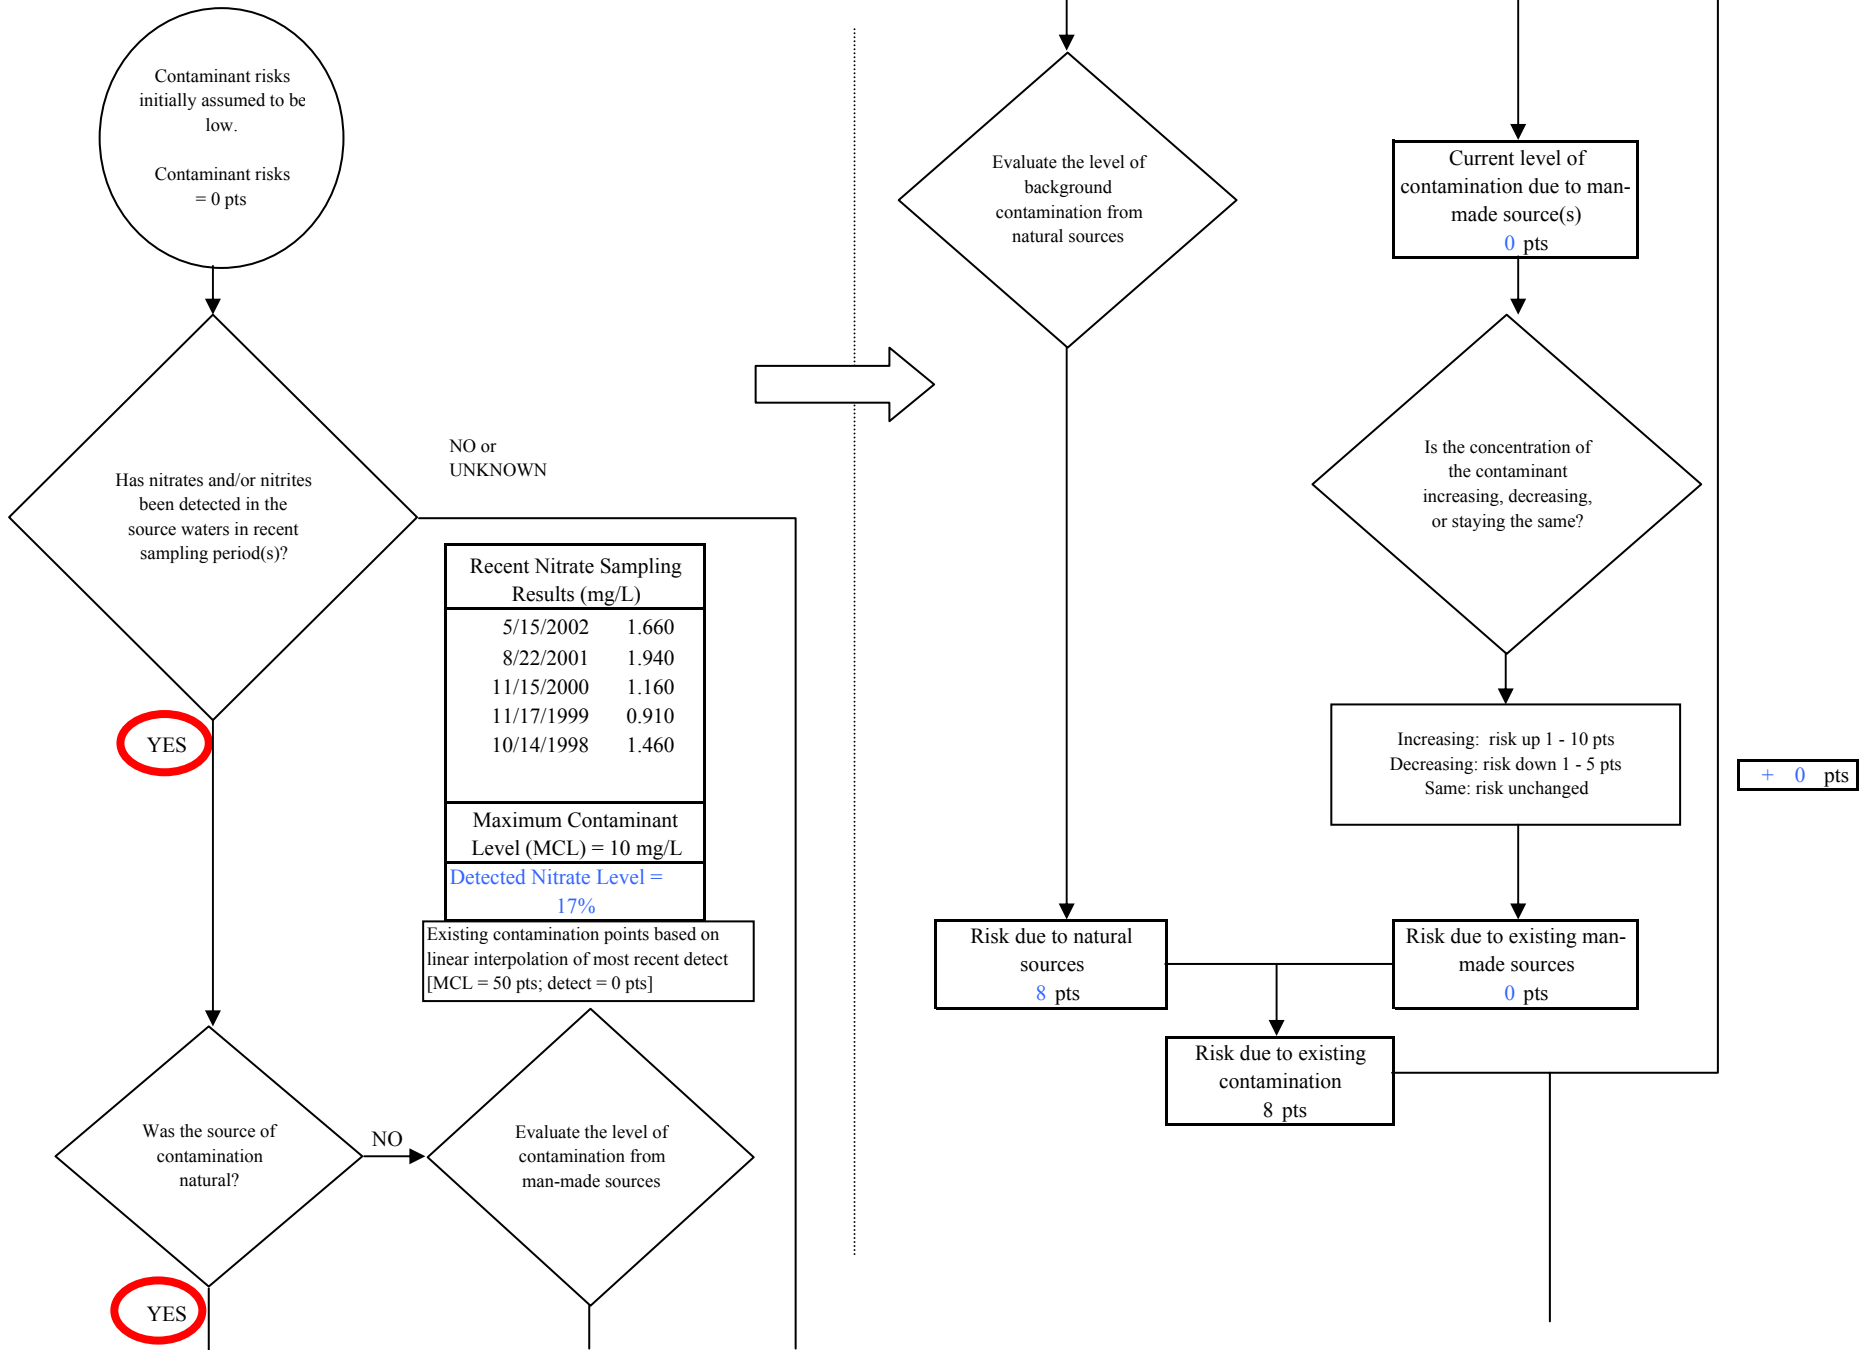 Contaminant risks
initially assumed to be
low.
Contaminant risks
= 0 pts
Has nitrates and/or nitrites
been detected in the
source waters in recent
sampling period(s)?
NO or
UNKNOWN
YES
Recent Nitrate Sampling
Results (mg/L)
5/15/2002 1.660
8/22/2001 1.940
11/15/2000 1.160
11/17/1999 0.910
10/14/1998 1.460
Maximum Contaminant
Level (MCL) = 10 mg/L
Detected Nitrate Level =
17%
Existing contamination points based on
linear interpolation of most recent detect
[MCL = 50 pts; detect = 0 pts]
Was the source of
contamination
natural?
NO
Evaluate the level of
contamination from
man-made sources
YES
Evaluate the level of
background
contamination from
natural sources
Current level of
contamination due to man-
made source(s)
0 pts
Is the concentration of
the contaminant
increasing, decreasing,
or staying the same?
Increasing: risk up 1 - 10 pts
Decreasing: risk down 1 - 5 pts
Same: risk unchanged
+ 0 pts
Risk due to natural
sources
8 pts
Risk due to existing man-
made sources
0 pts
Risk due to existing
contamination
8 pts